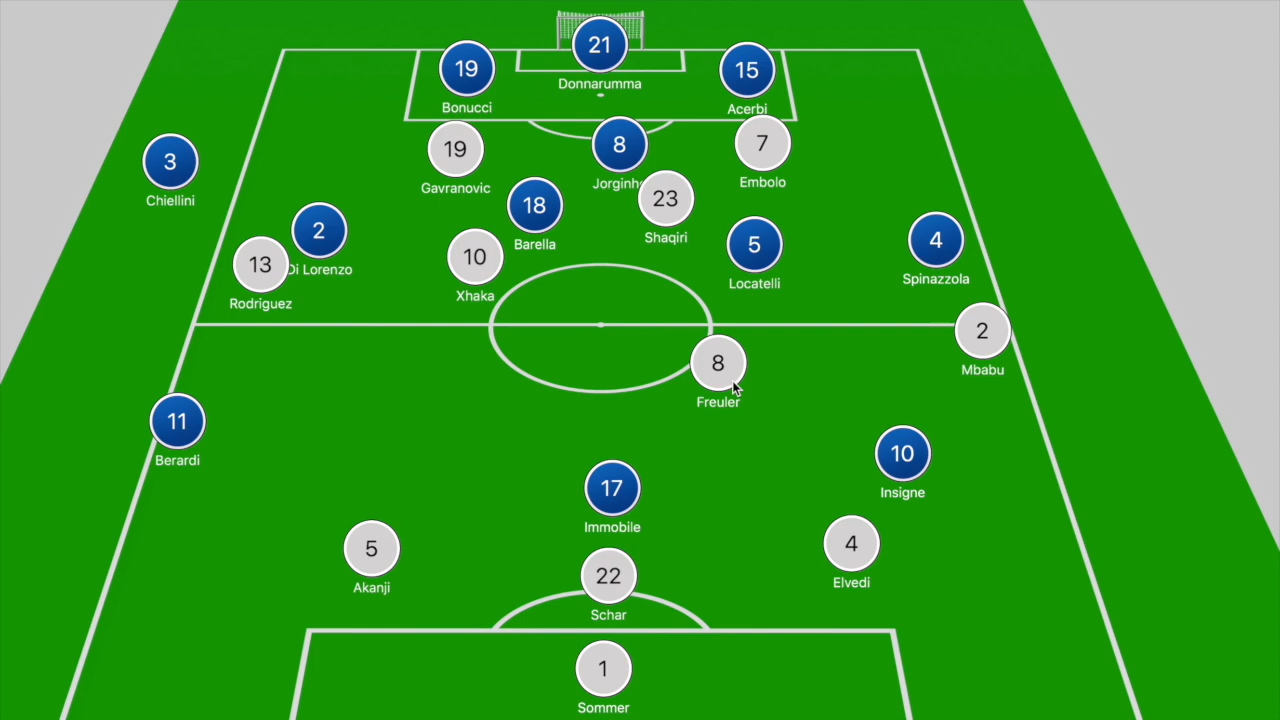 21
Donnarumma
19
Bonucci
15
Acerbi
3
Chiellini
19
Gavranovic
8
Jorginh
7
Embolo
18
Barella
23
Shaqiri
2
Di Lorenzo
13
Rodriguez
10
Xhaka
5
Locatelli
4
Spinazzola
2
Mbabu
8
Freuler
11
Berardi
10
Insigne
17
Immobile
5
Akanji
4
Elvedi
22
Schar
1
Sommer